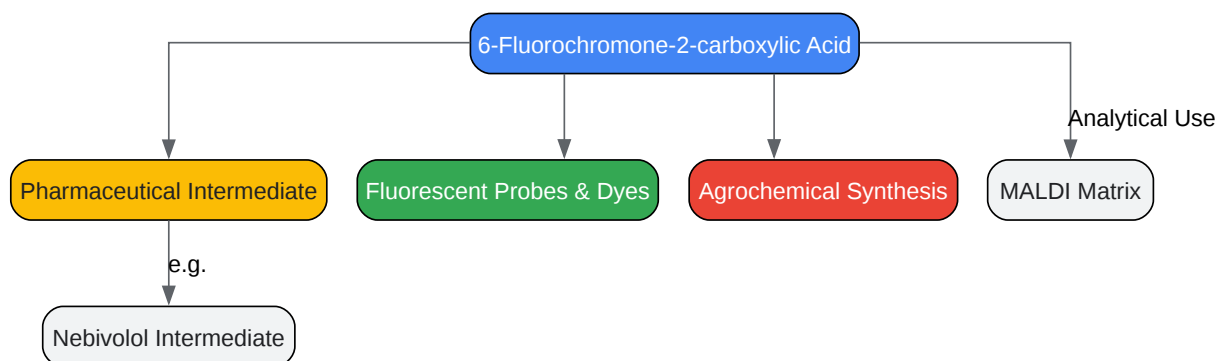 6-Fluorochromone-2-carboxylic Acid
Analytical Use
Pharmaceutical Intermediate
Fluorescent Probes & Dyes
Agrochemical Synthesis
MALDI Matrix
e.g.
Nebivolol Intermediate